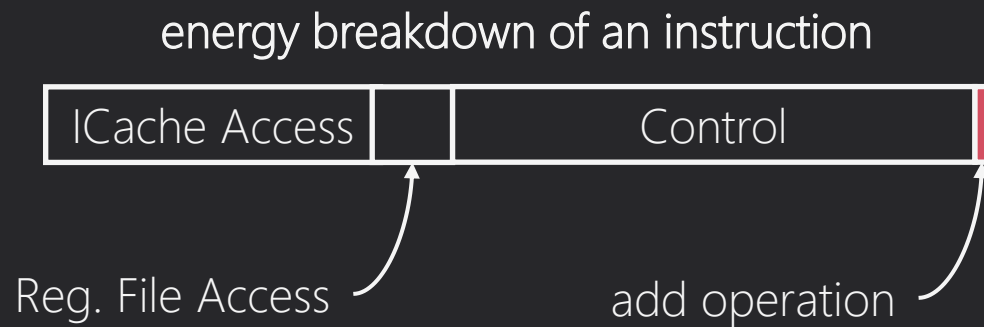 energy breakdown of an instruction
ICache Access
Control
Reg. File Access
add operation